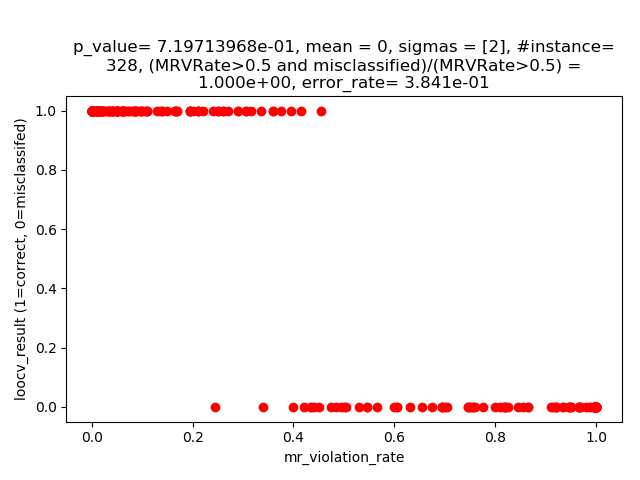 p_value= 7.19713968e-01, mean = 0, sigmas = [2], #instance=
328, (MRVRate>0.5 and misclassified)/(MRVRate>0.5) =
1.000e+00, error_rate= 3.841e-01
1.0
0.8
0.6
0.4
0.2
0.0
loocv_result (1=correct, 0=misclassifed)
0.0 0.2 0.4 0.6 0.8 1.0
mr_violation_rate